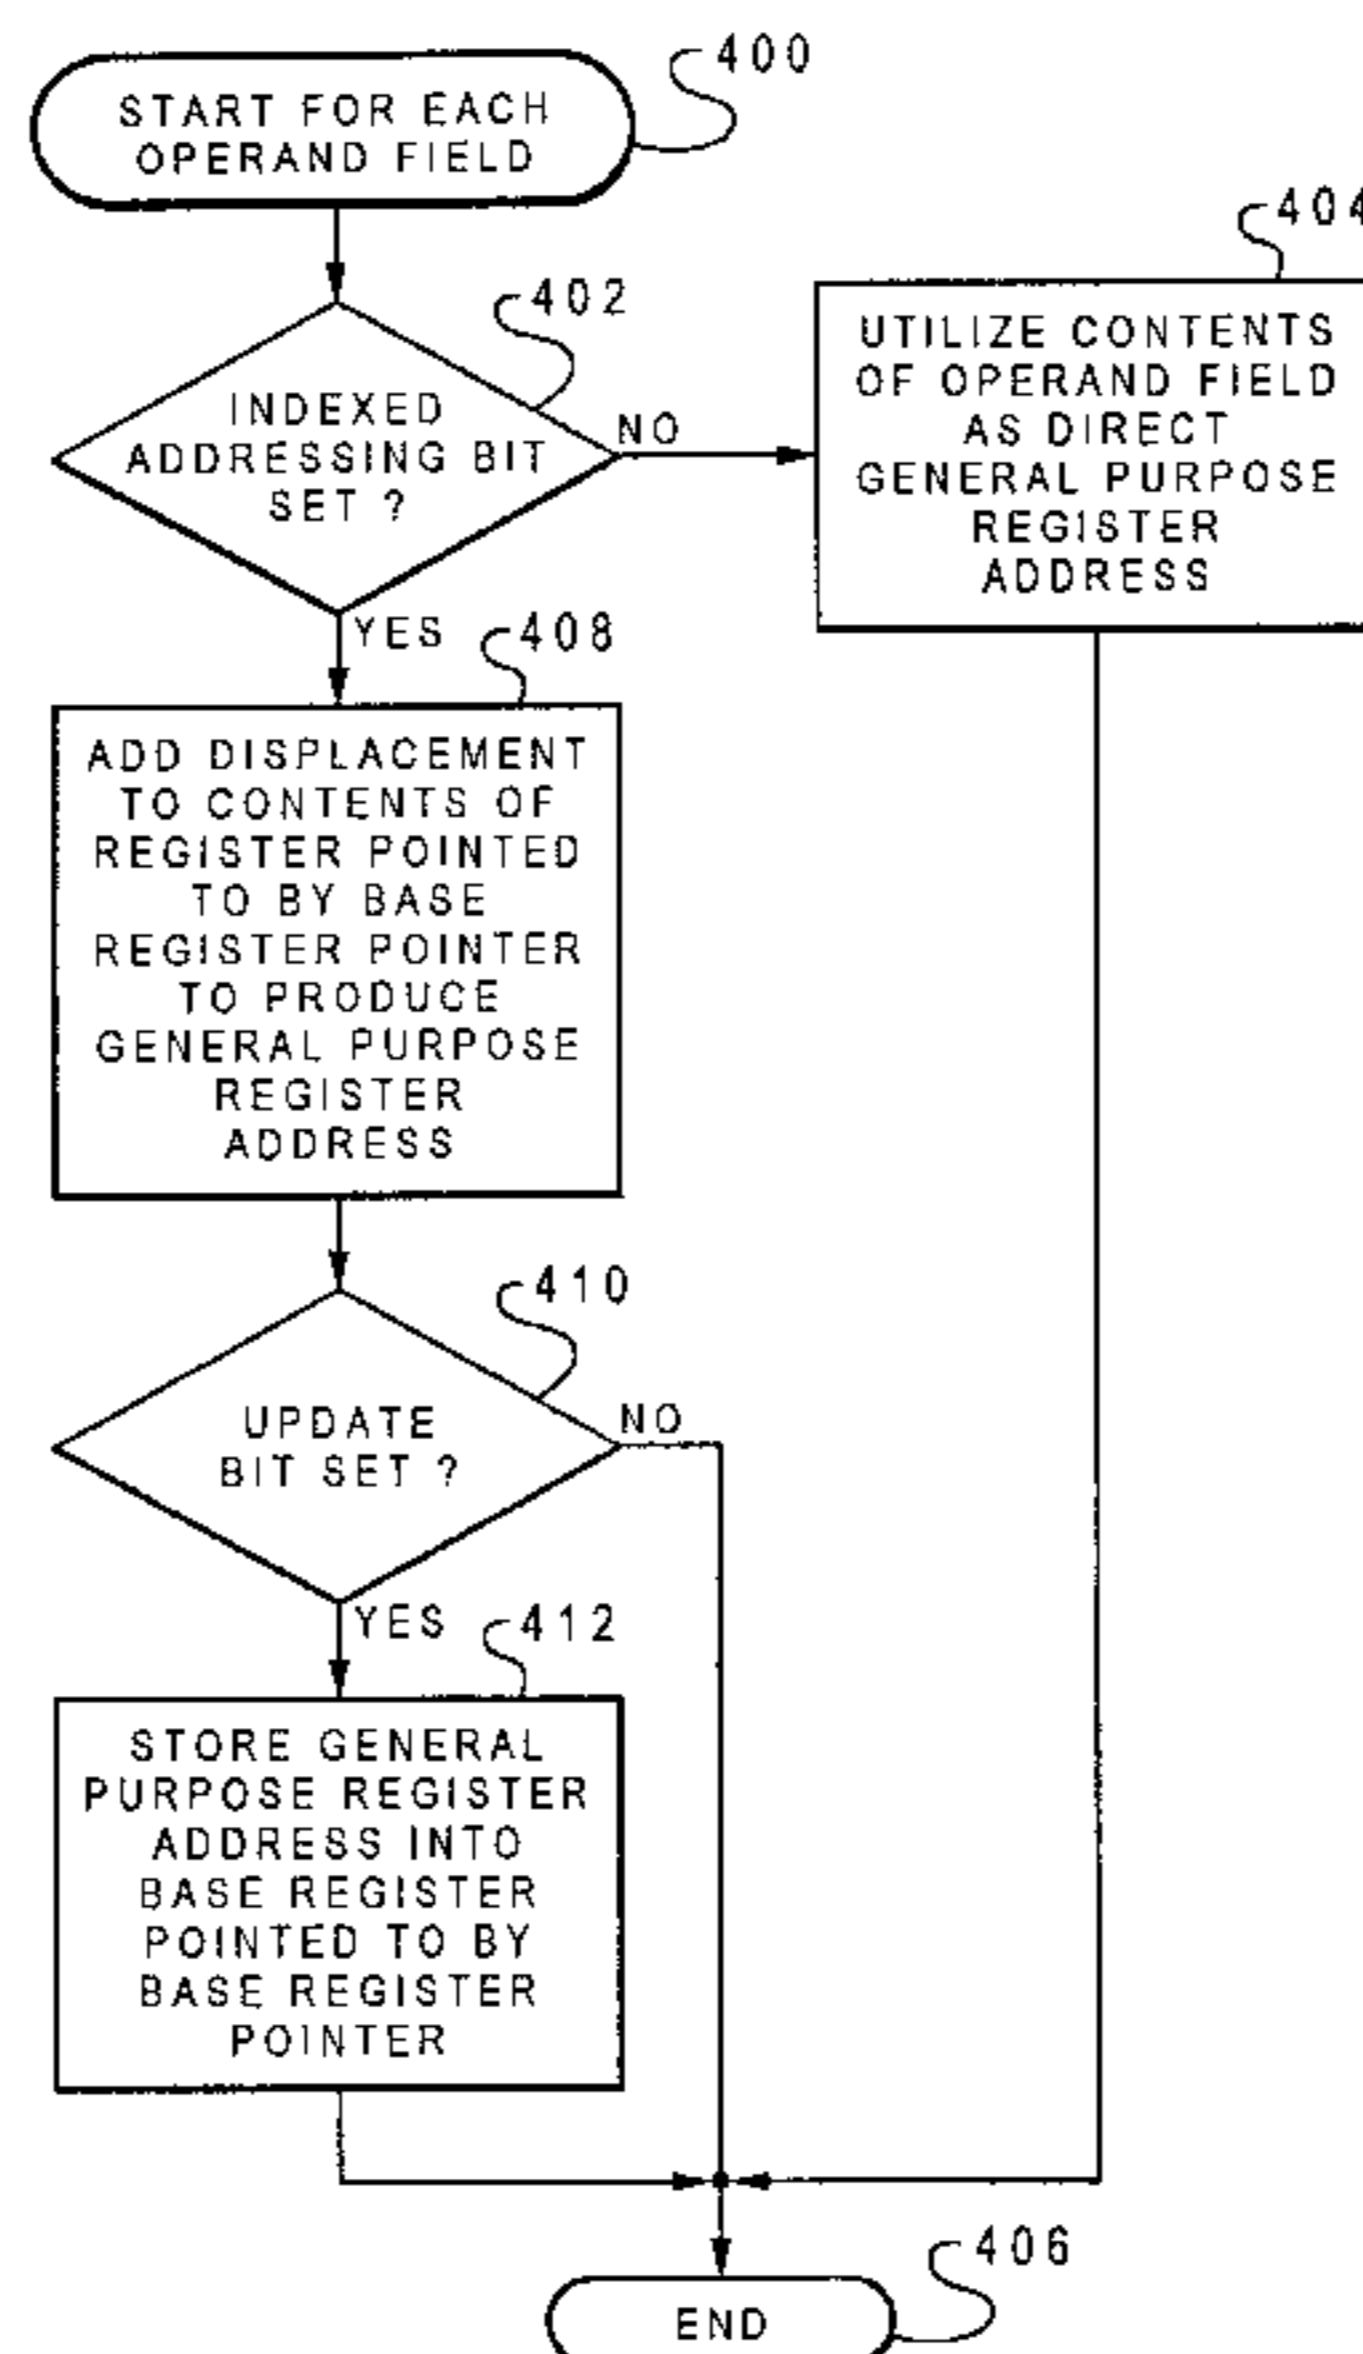 400
START FOR EACH
OPERAND FIELD
402
INDEXED
ADDRESSING BIT
SET ?
NO
YES
404
UTILIZE CONTENTS
OF OPERAND FIELD
AS DIRECT
GENERAL PURPOSE
REGISTER
ADDRESS
408
ADD DISPLACEMENT
TO CONTENTS OF
REGISTER POINTED
TO BY BASE
REGISTER POINTER
TO PRODUCE
GENERAL PURPOSE
REGISTER
ADDRESS
410
UPDATE
BIT SET ?
NO
YES
412
STORE GENERAL
PURPOSE REGISTER
ADDRESS INTO
BASE REGISTER
POINTED TO BY
BASE REGISTER
POINTER
406
END